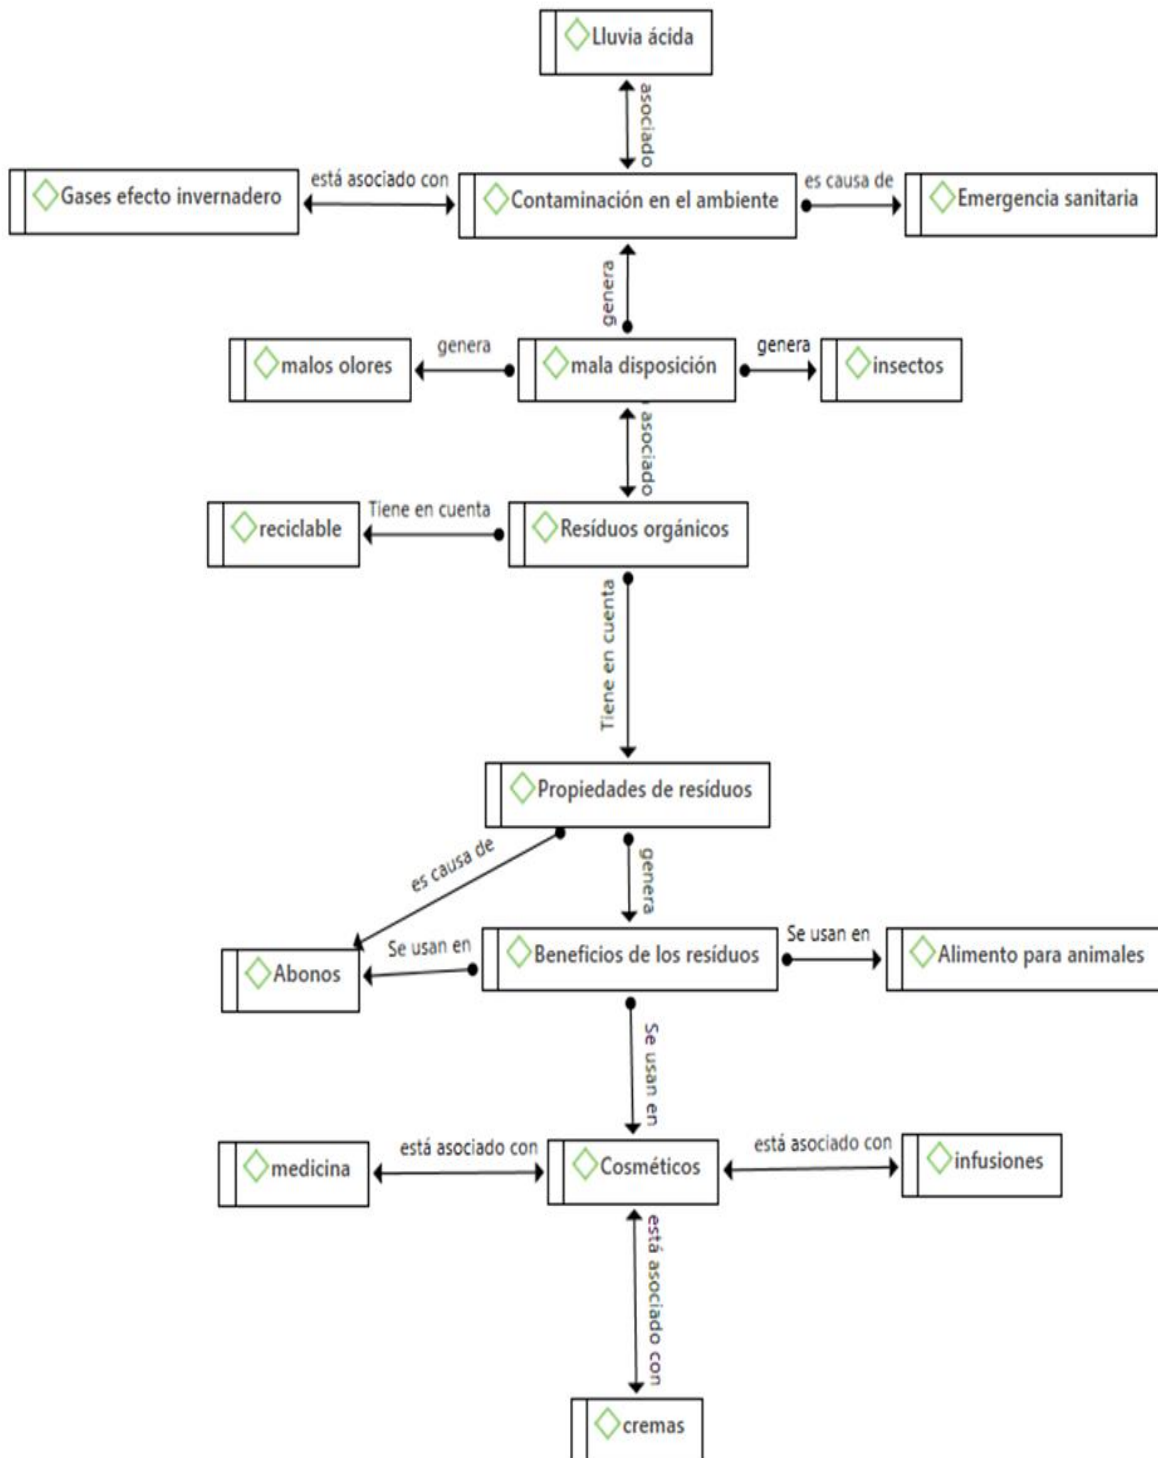 Lluvia ácida
asociado
Gases efecto invernadero
está asociado con
Contaminación en el ambiente
es causa de
Emergencia sanitaria
genera
malos olores
genera
mala disposición
genera
insectos
asociado
reciclable
Tiene en cuenta
Resíduos orgánicos
Tiene en cuenta
Propiedades de resíduos
es causa de
genera
Abonos
Se usan en
Beneficios de los resíduos
Se usan en
Alimento para animales
Se usan en
medicina
está asociado con
Cosméticos
está asociado con
infusiones
está asociado con
cremas